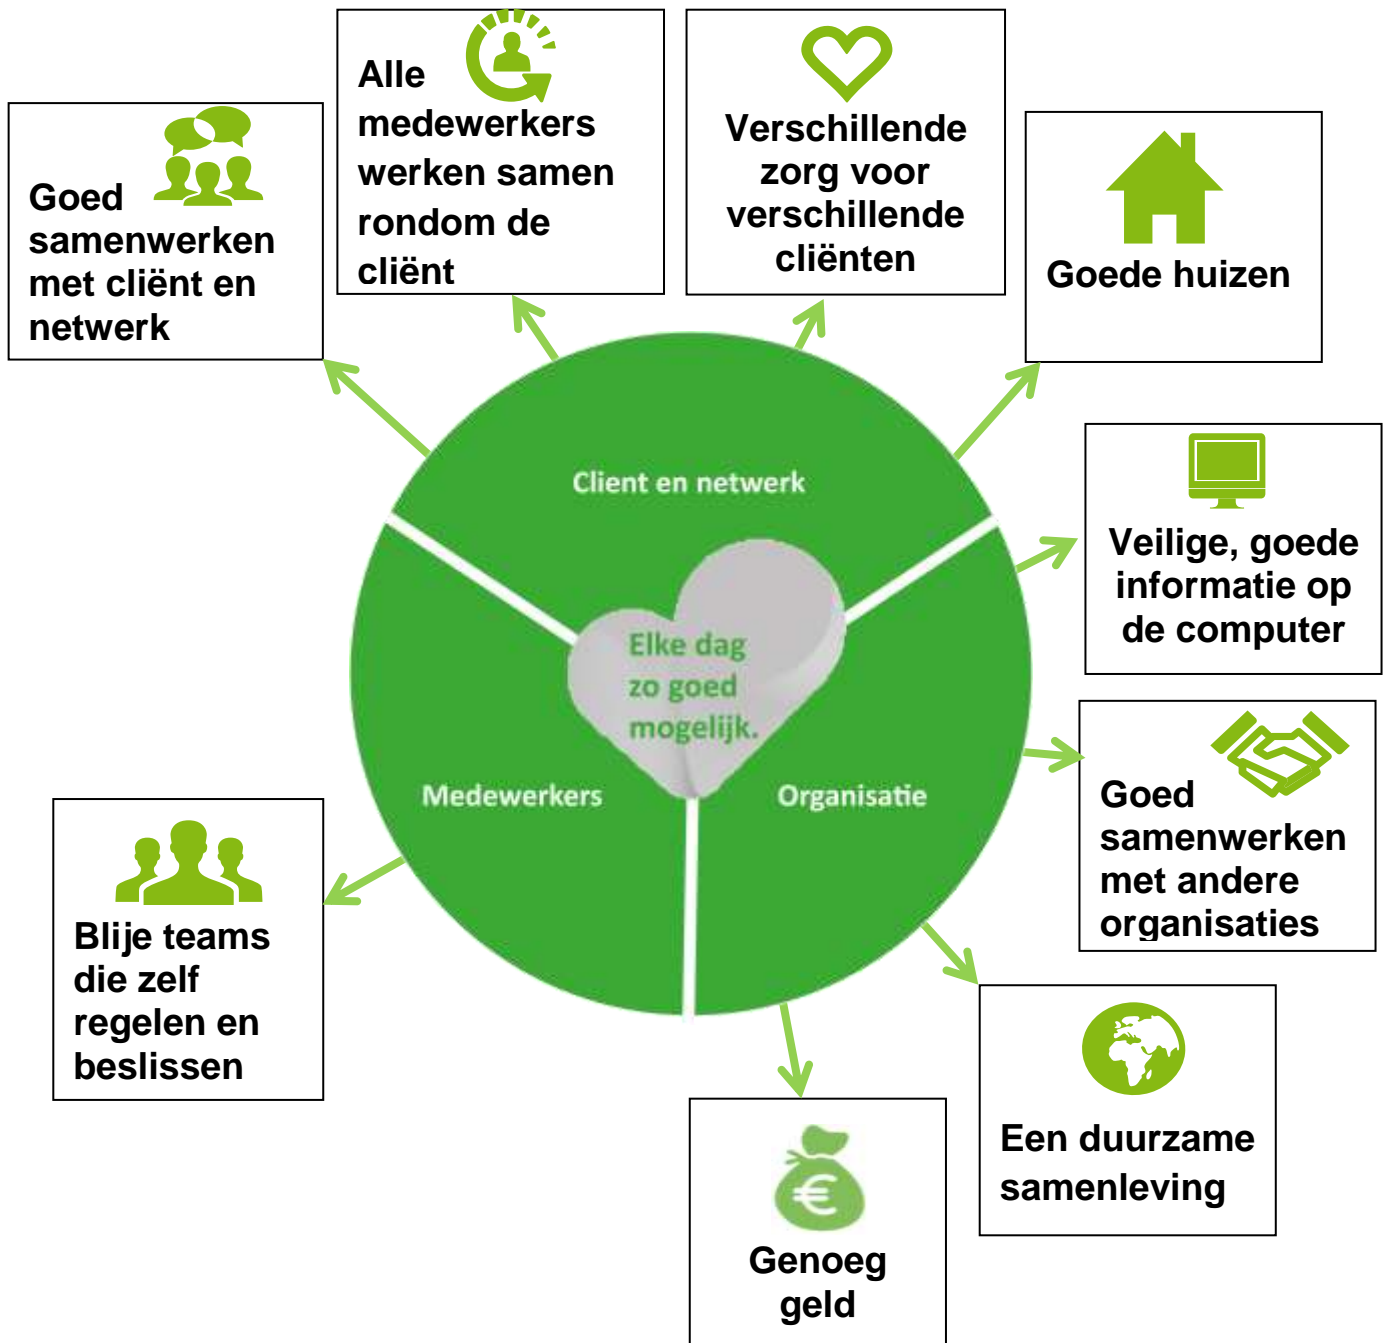 Goed
samenwerken
met cliënt en
netwerk
Alle
medewerkers
werken samen
rondom de
cliënt
Verschillende
zorg voor
verschillende
cliënten
Goede huizen
Client en netwerk
Elke dag
zo goed
mogelijk.
Medewerkers
Organisatie
Veilige, goede
informatie op
de computer
Goed
samenwerken
met andere
organisaties
Blije teams
die zelf
regelen en
beslissen
Een duurzame
samenleving
€
Genoeg
geld